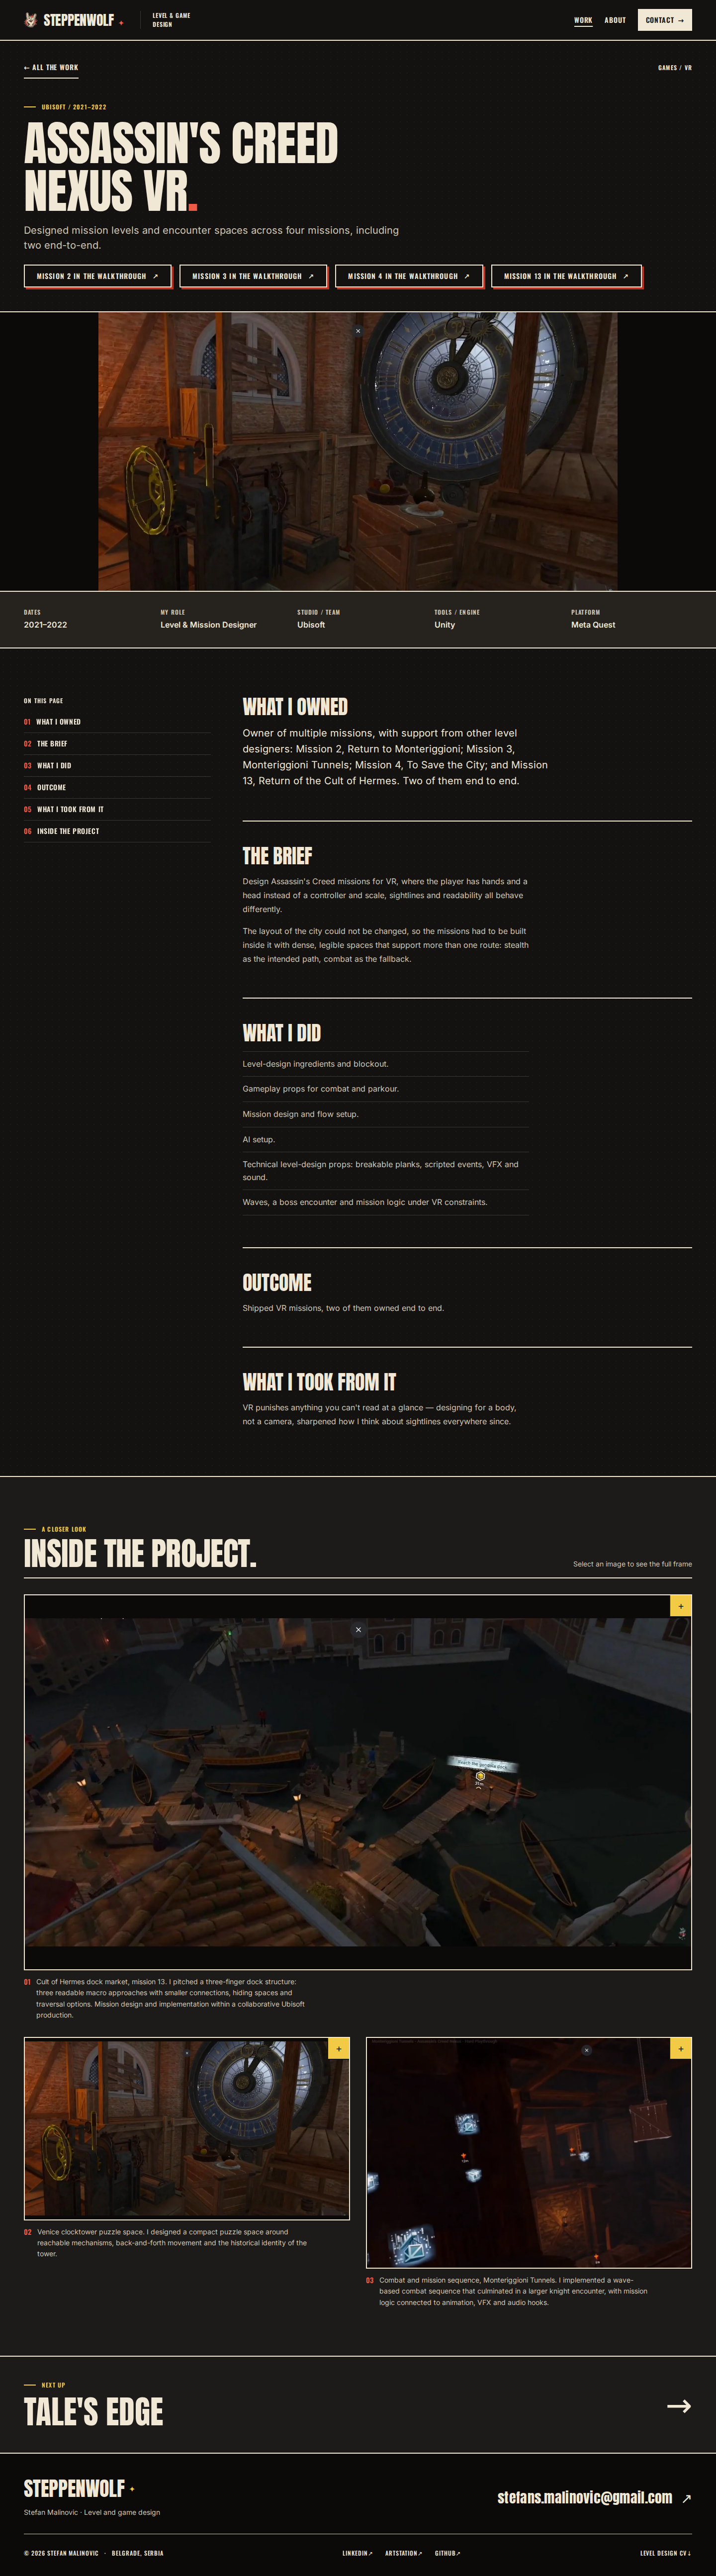 STEPPENWOLF
LEVEL & GAME
DESIGN
WORK
ABOUT
CONTACT →
← ALL THE WORK
GAMES / VR
UBISOFT / 2021–2022
ASSASSIN'S CREED
NEXUS VR.
Designed mission levels and encounter spaces across four missions, including
two end-to-end.
MISSION 2 IN THE WALKTHROUGH ↗
MISSION 3 IN THE WALKTHROUGH ↗
MISSION 4 IN THE WALKTHROUGH ↗
MISSION 13 IN THE WALKTHROUGH ↗
DATES
2021–2022
MY ROLE
Level & Mission Designer
STUDIO / TEAM
Ubisoft
TOOLS / ENGINE
Unity
PLATFORM
Meta Quest
ON THIS PAGE
01 WHAT I OWNED
02 THE BRIEF
03 WHAT I DID
04 OUTCOME
05 WHAT I TOOK FROM IT
06 INSIDE THE PROJECT
WHAT I OWNED
Owner of multiple missions, with support from other level
designers: Mission 2, Return to Monteriggioni; Mission 3,
Monteriggioni Tunnels; Mission 4, To Save the City; and Mission
13, Return of the Cult of Hermes. Two of them end to end.
THE BRIEF
Design Assassin's Creed missions for VR, where the player has hands and a
head instead of a controller and scale, sightlines and readability all behave
differently.
The layout of the city could not be changed, so the missions had to be built
inside it with dense, legible spaces that support more than one route: stealth
as the intended path, combat as the fallback.
WHAT I DID
Level-design ingredients and blockout.
Gameplay props for combat and parkour.
Mission design and flow setup.
AI setup.
Technical level-design props: breakable planks, scripted events, VFX and
sound.
Waves, a boss encounter and mission logic under VR constraints.
OUTCOME
Shipped VR missions, two of them owned end to end.
WHAT I TOOK FROM IT
VR punishes anything you can't read at a glance — designing for a body,
not a camera, sharpened how I think about sightlines everywhere since.
A CLOSER LOOK
INSIDE THE PROJECT.
Select an image to see the full frame
+
01 Cult of Hermes dock market, mission 13. I pitched a three-finger dock structure:
three readable macro approaches with smaller connections, hiding spaces and
traversal options. Mission design and implementation within a collaborative Ubisoft
production.
+
+
02 Venice clocktower puzzle space. I designed a compact puzzle space around
reachable mechanisms, back-and-forth movement and the historical identity of the
tower.
03 Combat and mission sequence, Monteriggioni Tunnels. I implemented a wave-
based combat sequence that culminated in a larger knight encounter, with mission
logic connected to animation, VFX and audio hooks.
NEXT UP
TALE'S EDGE
→
STEPPENWOLF
Stefan Malinovic · Level and game design
stefans.malinovic@gmail.com ↗
© 2026 STEFAN MALINOVIC · BELGRADE, SERBIA
LINKEDIN↗
ARTSTATION↗
GITHUB↗
LEVEL DESIGN CV↓